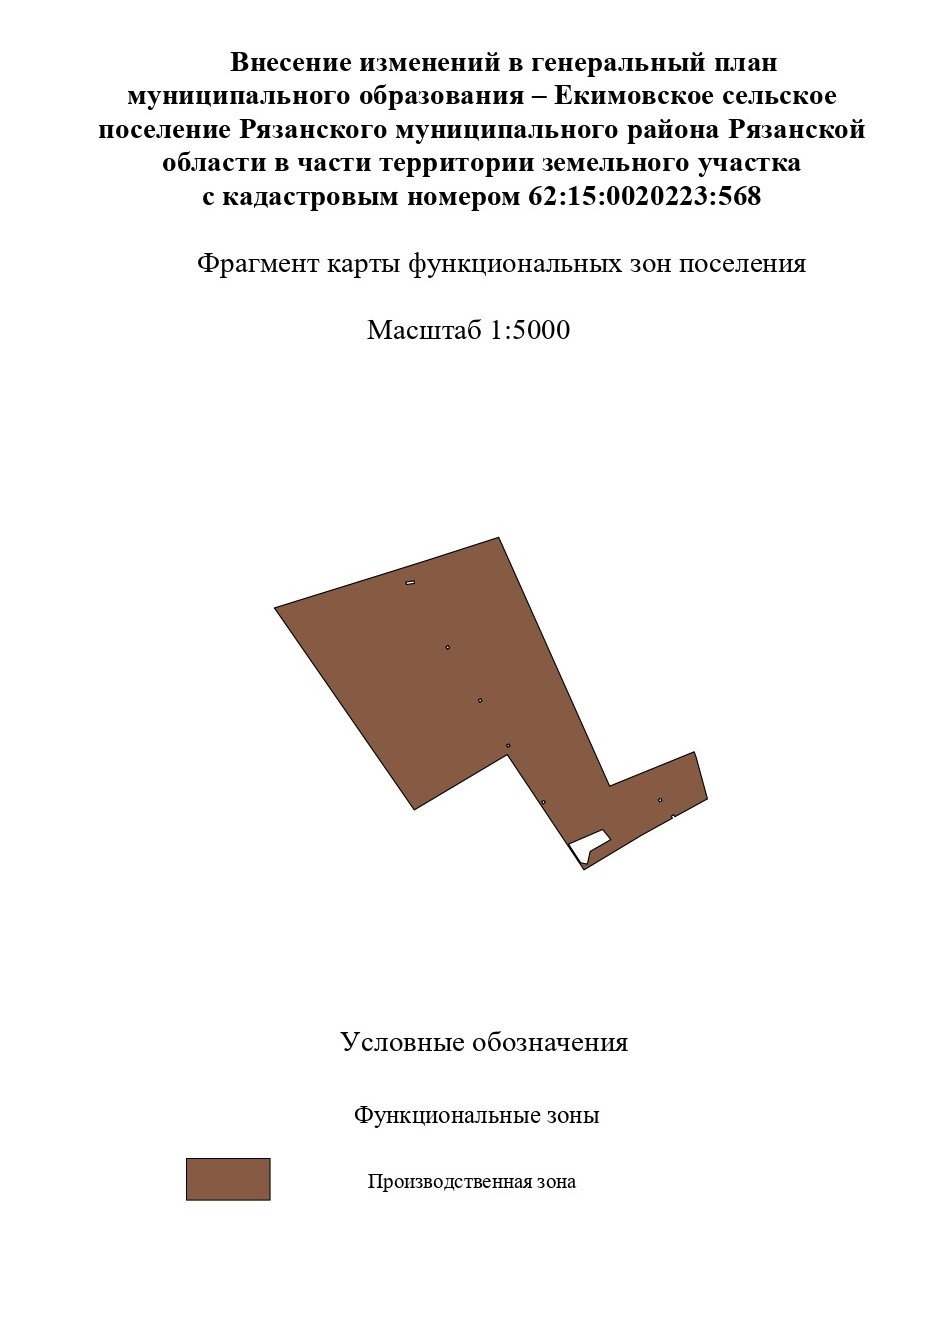 Внесение изменений в генеральный план
муниципального образования – Екимовское сельское
поселение Рязанского муниципального района Рязанской
области в части территории земельного участка
с кадастровым номером 62:15:0020223:568
Фрагмент карты функциональных зон поселения
Масштаб 1:5000
Условные обозначения
Функциональные зоны
Производственная зона